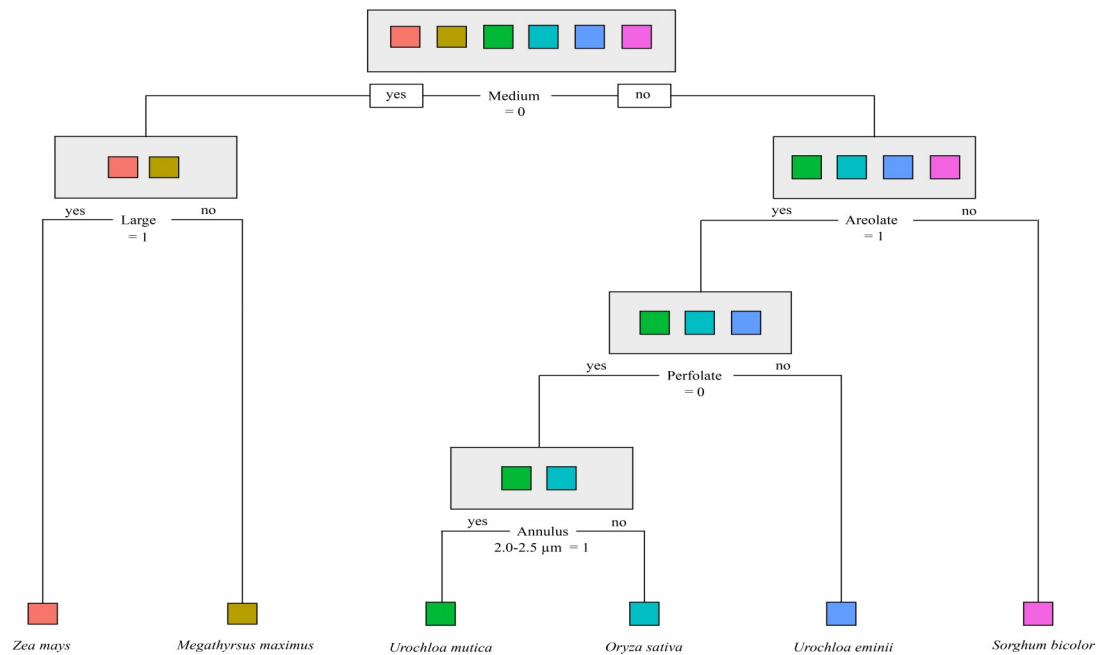 yes Medium no
= 0
yes Large no
= 1
yes Areolate no
= 1
yes Perfolate no
= 0
yes Annulus no
2.0-2.5 µm = 1
Zea mays Megathyrsus maximus Urochloa mutica Oryza sativa Urochloa eminii Sorghum bicolor